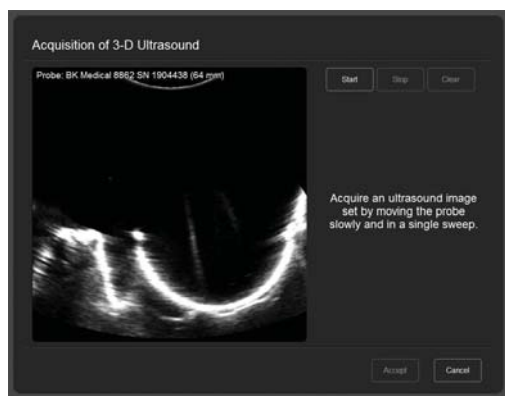 Acquisition of 3-D Ultrasound
Probe: BK Medical 8862 SN 1904438 (64 mm)
Start Stop Clear
Acquire an ultrasound image
set by moving the probe
slowly and in a single sweep.
Accept Cancel